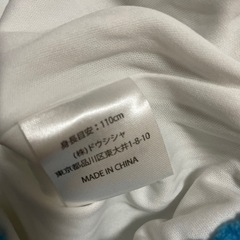 身長目安：110cm
(株)ドウシシャ
東京都品川区東大井1-8-10
MADE IN CHINA